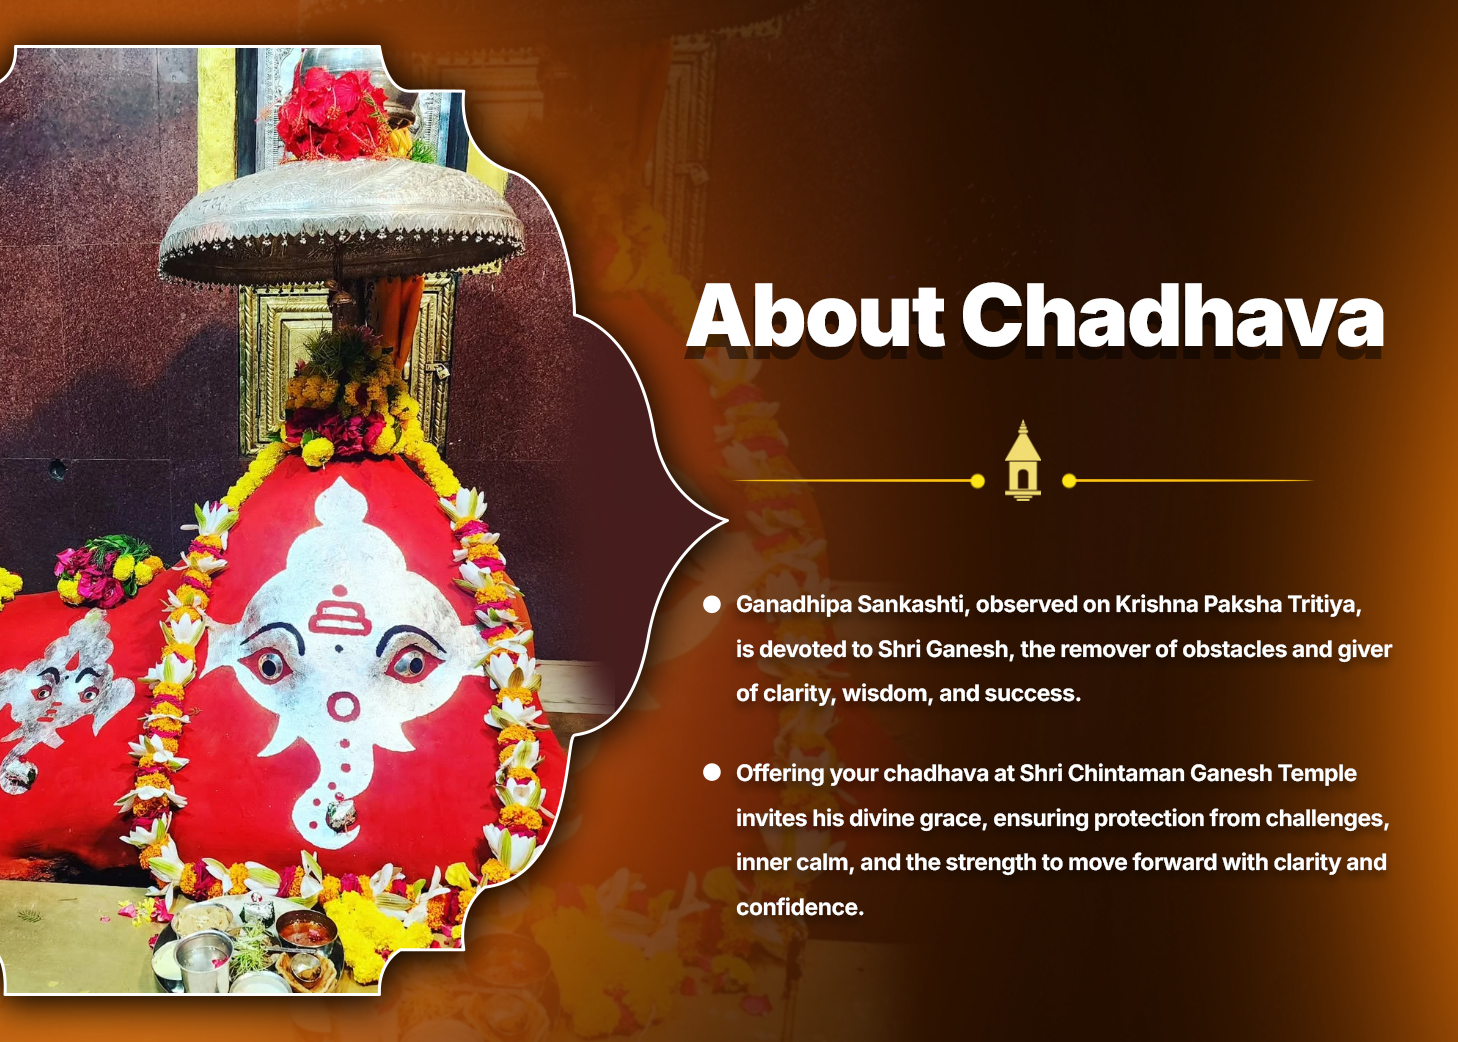 About Chadhava
Ganadhipa Sankashti, observed on Krishna Paksha Tritiya,
is devoted to Shri Ganesh, the remover of obstacles and giver
of clarity, wisdom, and success.
Offering your chadhava at Shri Chintaman Ganesh Temple
invites his divine grace, ensuring protection from challenges,
inner calm, and the strength to move forward with clarity and
confidence.